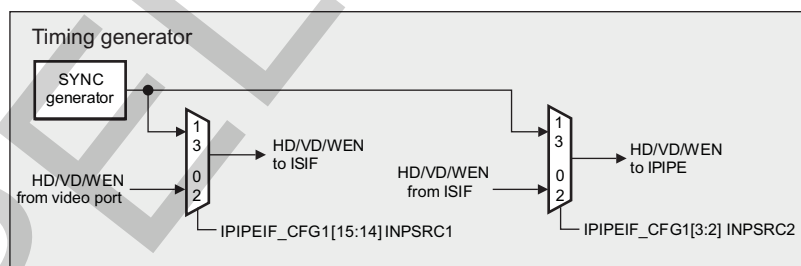 Timing generator
SYNC
generator
1
3
0
2
HD/VD/WEN
to ISIF
HD/VD/WEN
from video port
IPIPEIF_CFG1[15:14] INPSRC1
HD/VD/WEN
from ISIF
1
3
0
2
HD/VD/WEN
to IPIPE
IPIPEIF_CFG1[3:2] INPSRC2